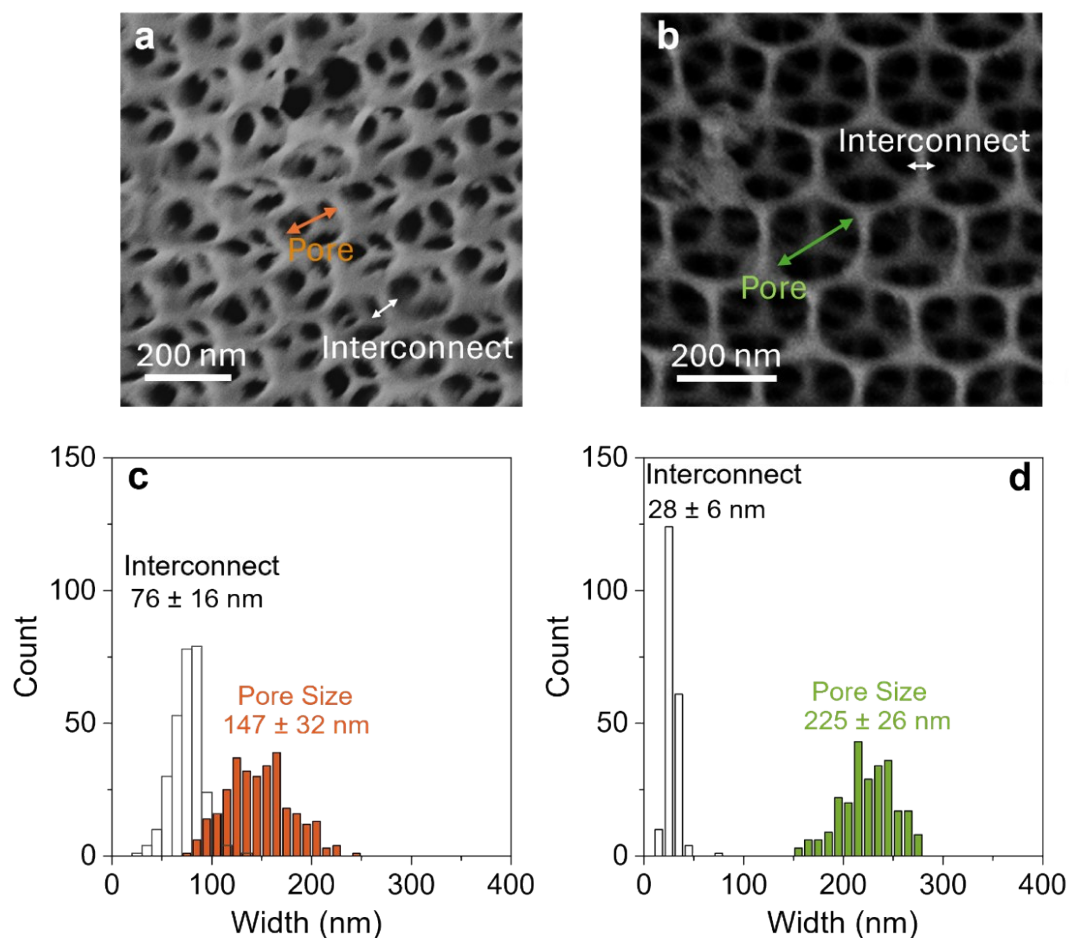 a
Pore
Interconnect
200 nm
b
Interconnect
Pore
200 nm
c
150
100
50
0
Count
Interconnect
76 ± 16 nm
Pore Size
147 ± 32 nm
0 100 200 300 400
Width (nm)
d
150
100
50
0
Count
Interconnect
28 ± 6 nm
Pore Size
225 ± 26 nm
0 100 200 300 400
Width (nm)